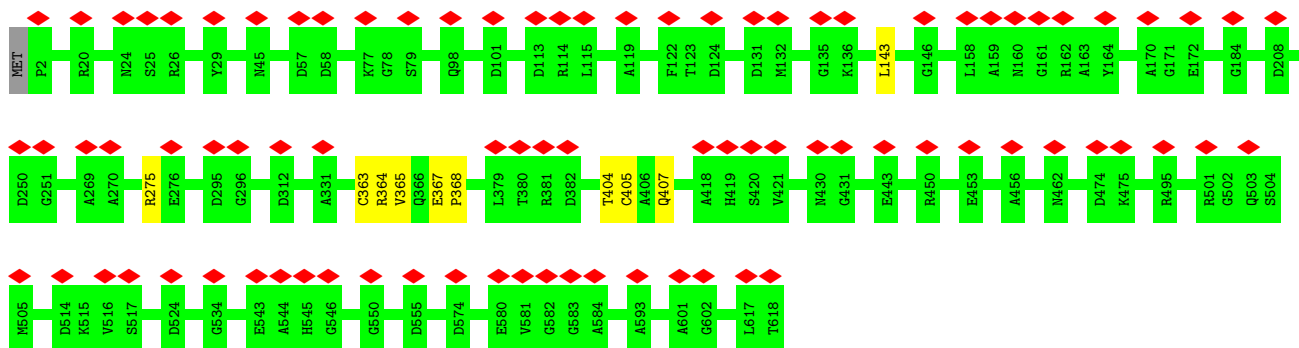 MET P2 R20 N24 S25 R26 Y29 N45 D57 D58 K77 G78 S79 Q98 D101 D113 R114 L115 A119 F122 T123 D124 D131 M132 G135 K136 L143 G146 L158 A159 N160 G161 R162 A163 Y164 A170 G171 E172 G184 D208
D250 G251 A269 A270 R275 E276 D295 G296 D312 A331 C363 R364 V365 Q366 E367 P368 L379 T380 R381 D382 T404 C405 A406 Q407 A418 H419 S420 V421 N430 G431 E443 R450 E453 A456 N462 D474 K475 R495 R501 G502 Q503 S504
M505 D514 K515 V516 S517 D524 G534 E543 A544 H545 G546 G550 D555 D574 E580 V581 G582 G583 A584 A593 A601 G602 L617 T618